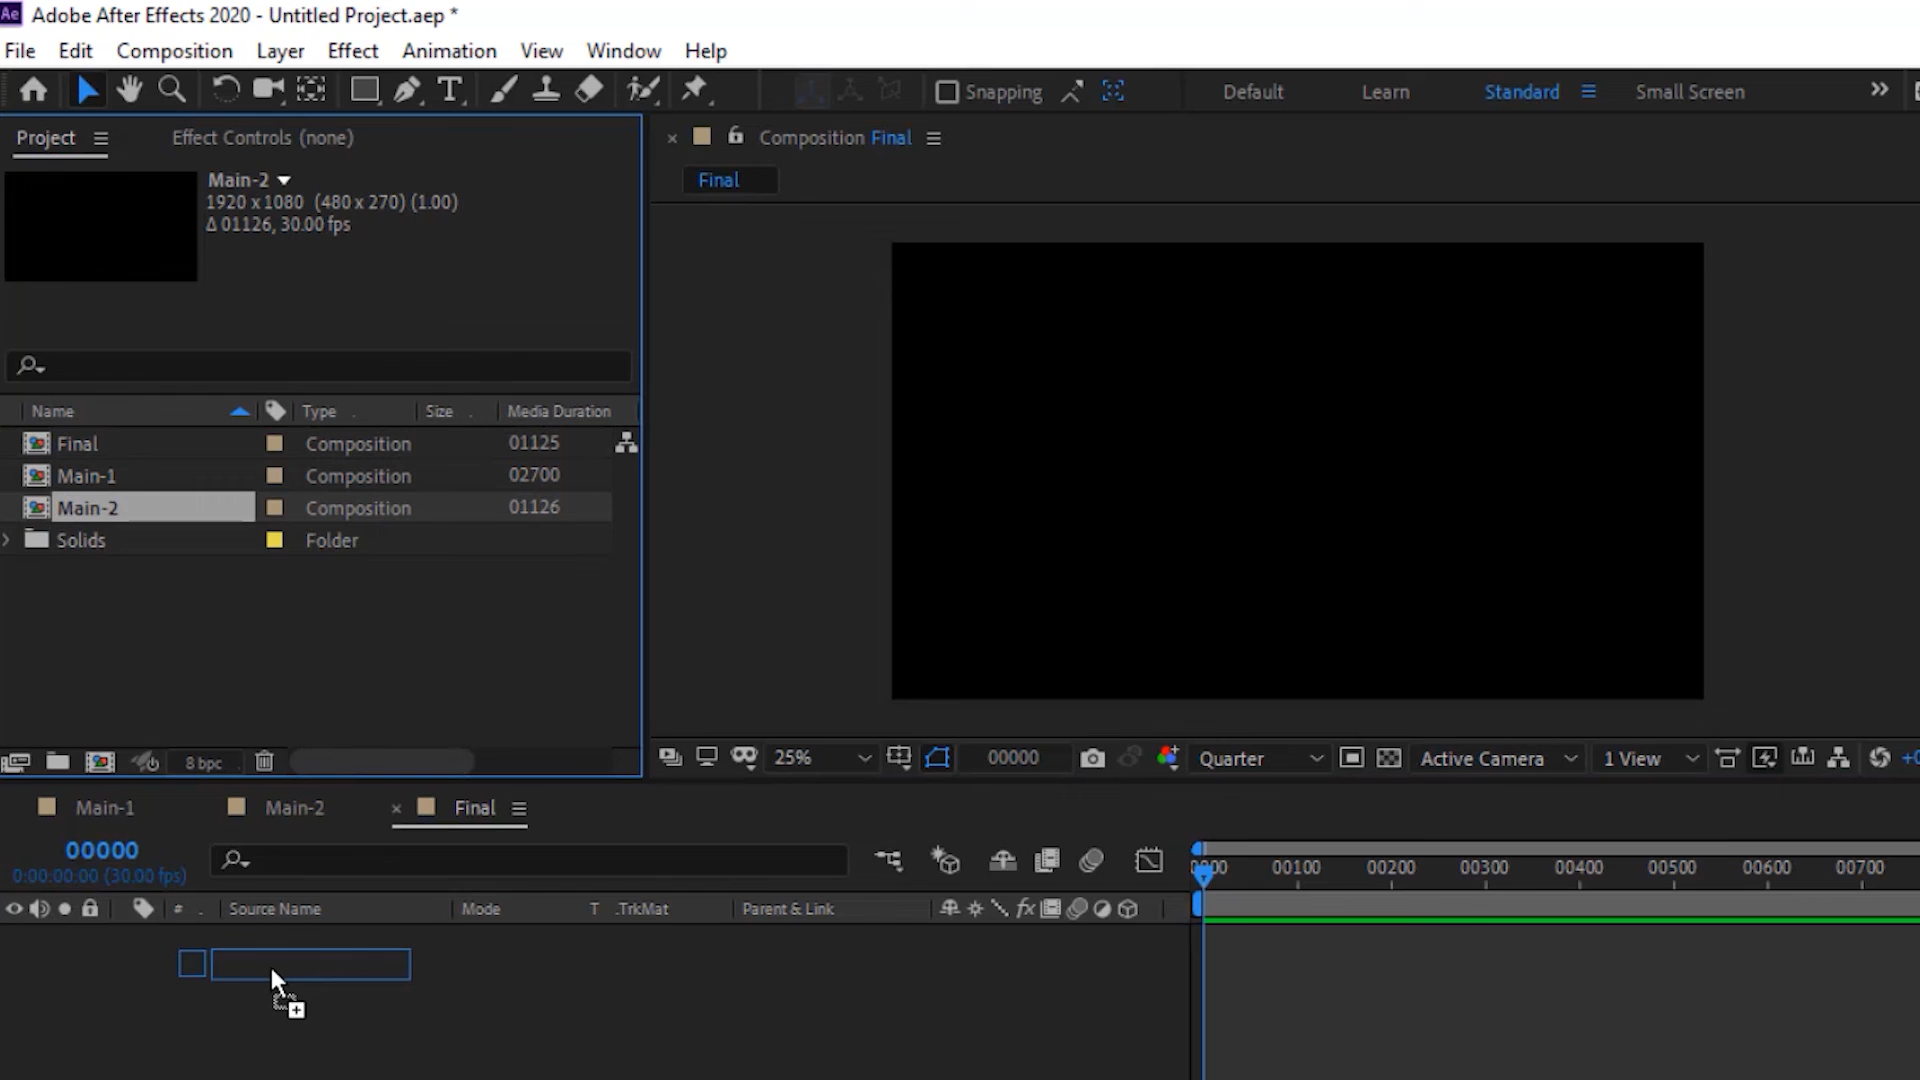 Ae Adobe After Effects 2020 - Untitled Project.aep *
File Edit Composition Layer Effect Animation View Window Help
T Snapping Default Learn Standard Small Screen
Project Effect Controls (none)
Composition Final
Final
Main-2
1920 x 1080 (480 x 270) (1.00)
Δ 01126, 30.00 fps
Name Type Size Media Duration
Final Composition 01125
Main-1 Composition 02700
Main-2 Composition 01126
Solids Folder
8 bpc
25% 00000 Quarter Active Camera 1 View
Main-1 Main-2 Final
00000
0:00:00:00 (30.00 fps)
00100 00200 00300 00400 00500 00600 00700
# Source Name Mode T .TrkMat Parent & Link fx